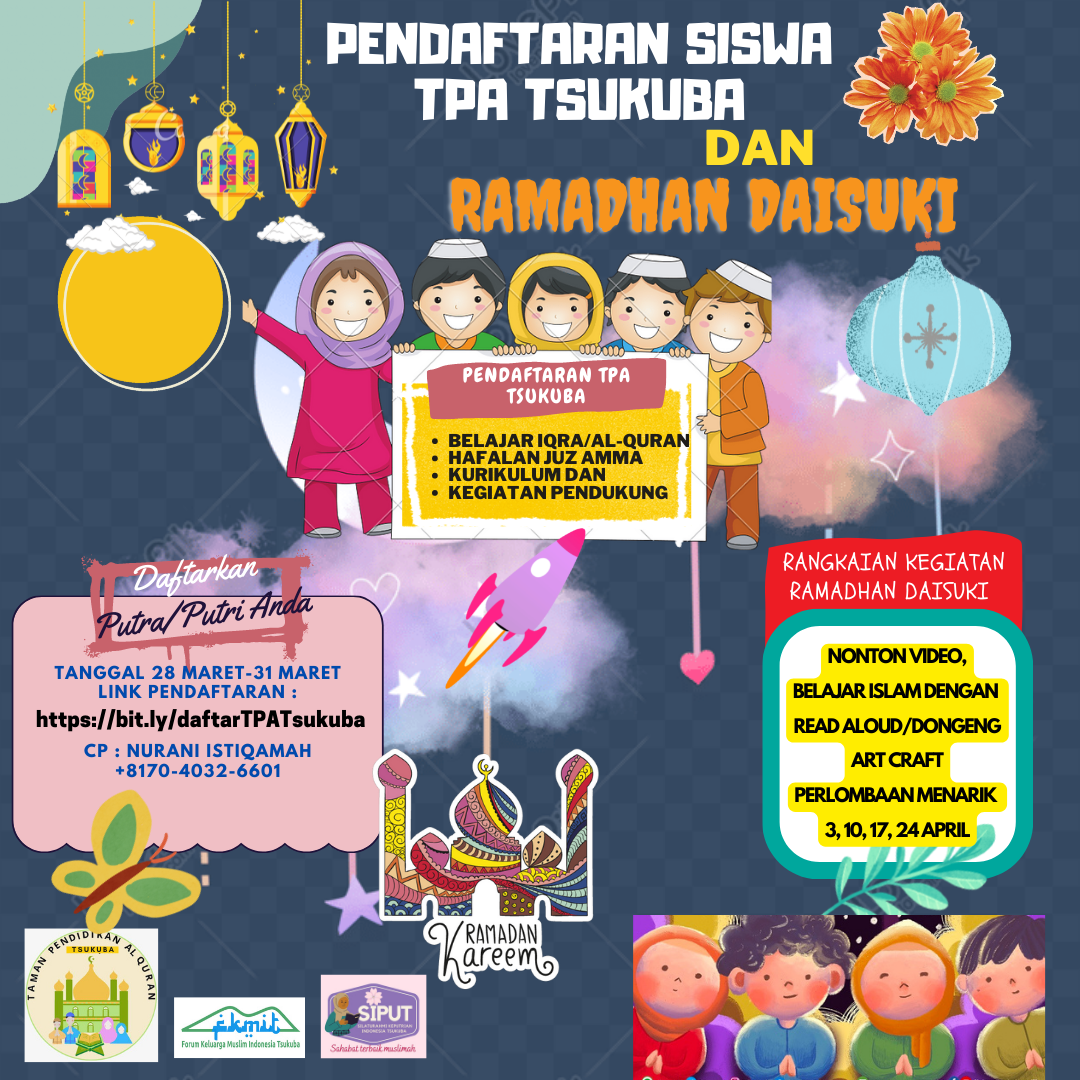 PENDAFTARAN SISWA
TPA TSUKUBA
DAN
RAMADHAN DAISUKI
PENDAFTARAN TPA
TSUKUBA
• BELAJAR IQRA/AL-QURAN
• HAFALAN JUZ AMMA
• KURIKULUM DAN
• KEGIATAN PENDUKUNG
Daftarkan
Putra/Putri Anda
TANGGAL 28 MARET-31 MARET
LINK PENDAFTARAN :
https://bit.ly/daftarTPATsukuba
CP : NURANI ISTIQAMAH
+8170-4032-6601
RANGKAIAN KEGIATAN
RAMADHAN DAISUKI
NONTON VIDEO,
BELAJAR ISLAM DENGAN
READ ALOUD/DONGENG
ART CRAFT
PERLOMBAAN MENARIK
3, 10, 17, 24 APRIL
RAMADAN
Kareem
TAMAN PENDIDIKAN AL QURAN
TSUKUBA
fkmit
Forum Keluarga Muslim Indonesia Tsukuba
SIPUT
SILATURAHMI KEPUTRIAN
INDONESIA TSUKUBA
Sahabat terbaik muslimah